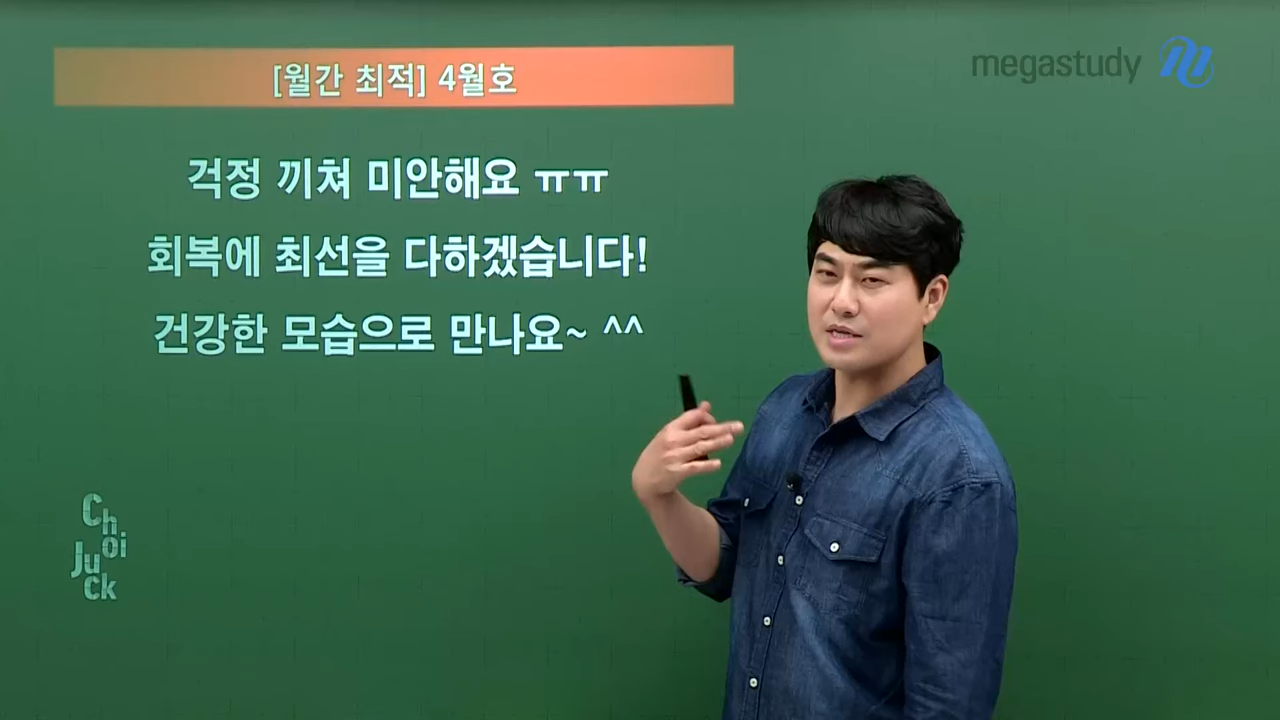 [월간 최적] 4월호
megastudy
걱정 끼쳐 미안해요 ㅠㅠ
회복에 최선을 다하겠습니다!
건강한 모습으로 만나요~ ^^
Choi
Juck